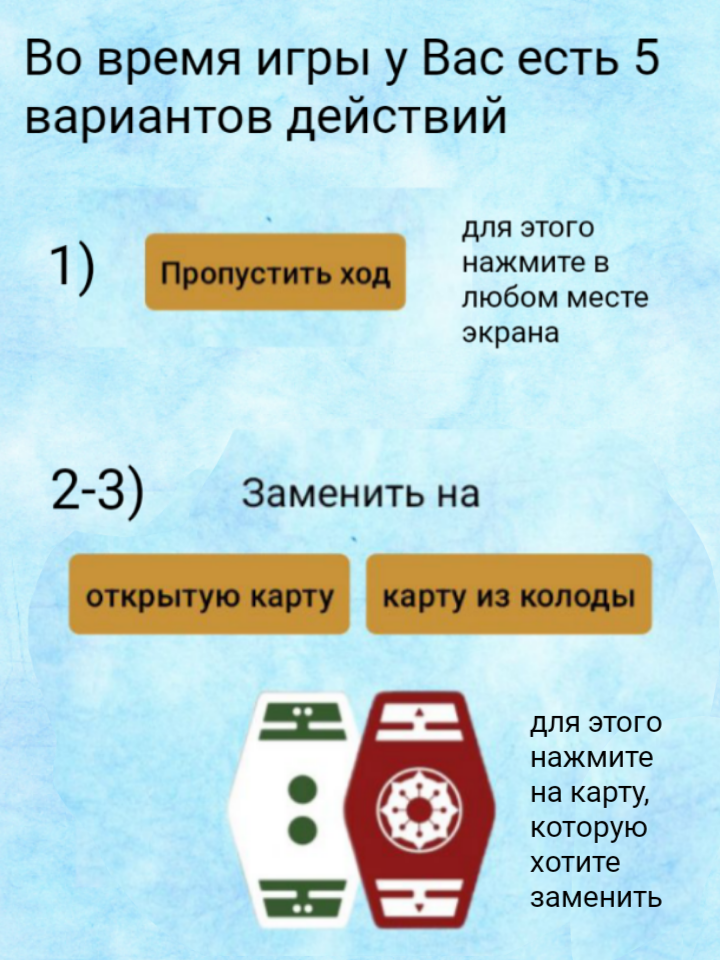 Во время игры у Вас есть 5
вариантов действий
1)
Пропустить ход
для этого
нажмите в
любом месте
экрана
2-3)
Заменить на
открытую карту
карту из колоды
для этого
нажмите
на карту,
которую
хотите
заменить